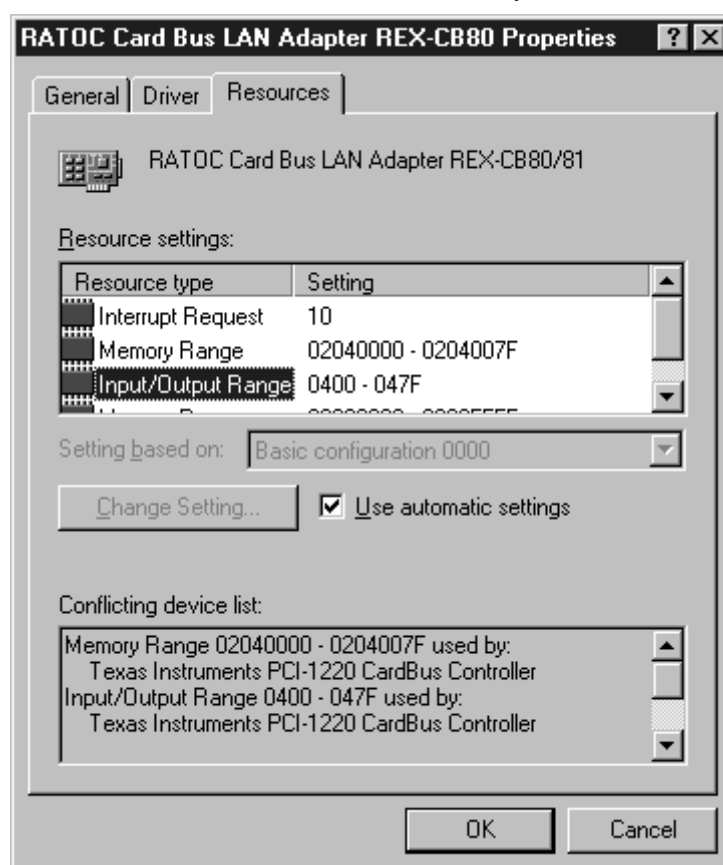 RATOC Card Bus LAN Adapter REX-CB80 Properties
General Driver Resources
RATOC Card Bus LAN Adapter REX-CB80/81
Resource settings:
Resource type Setting
Interrupt Request 10
Memory Range 02040000 - 0204007F
Input/Output Range 0400 - 047F
Setting based on: Basic configuration 0000
Change Setting... Use automatic settings
Conflicting device list:
Memory Range 02040000 - 0204007F used by:
Texas Instruments PCI-1220 CardBus Controller
Input/Output Range 0400 - 047F used by:
Texas Instruments PCI-1220 CardBus Controller
OK Cancel